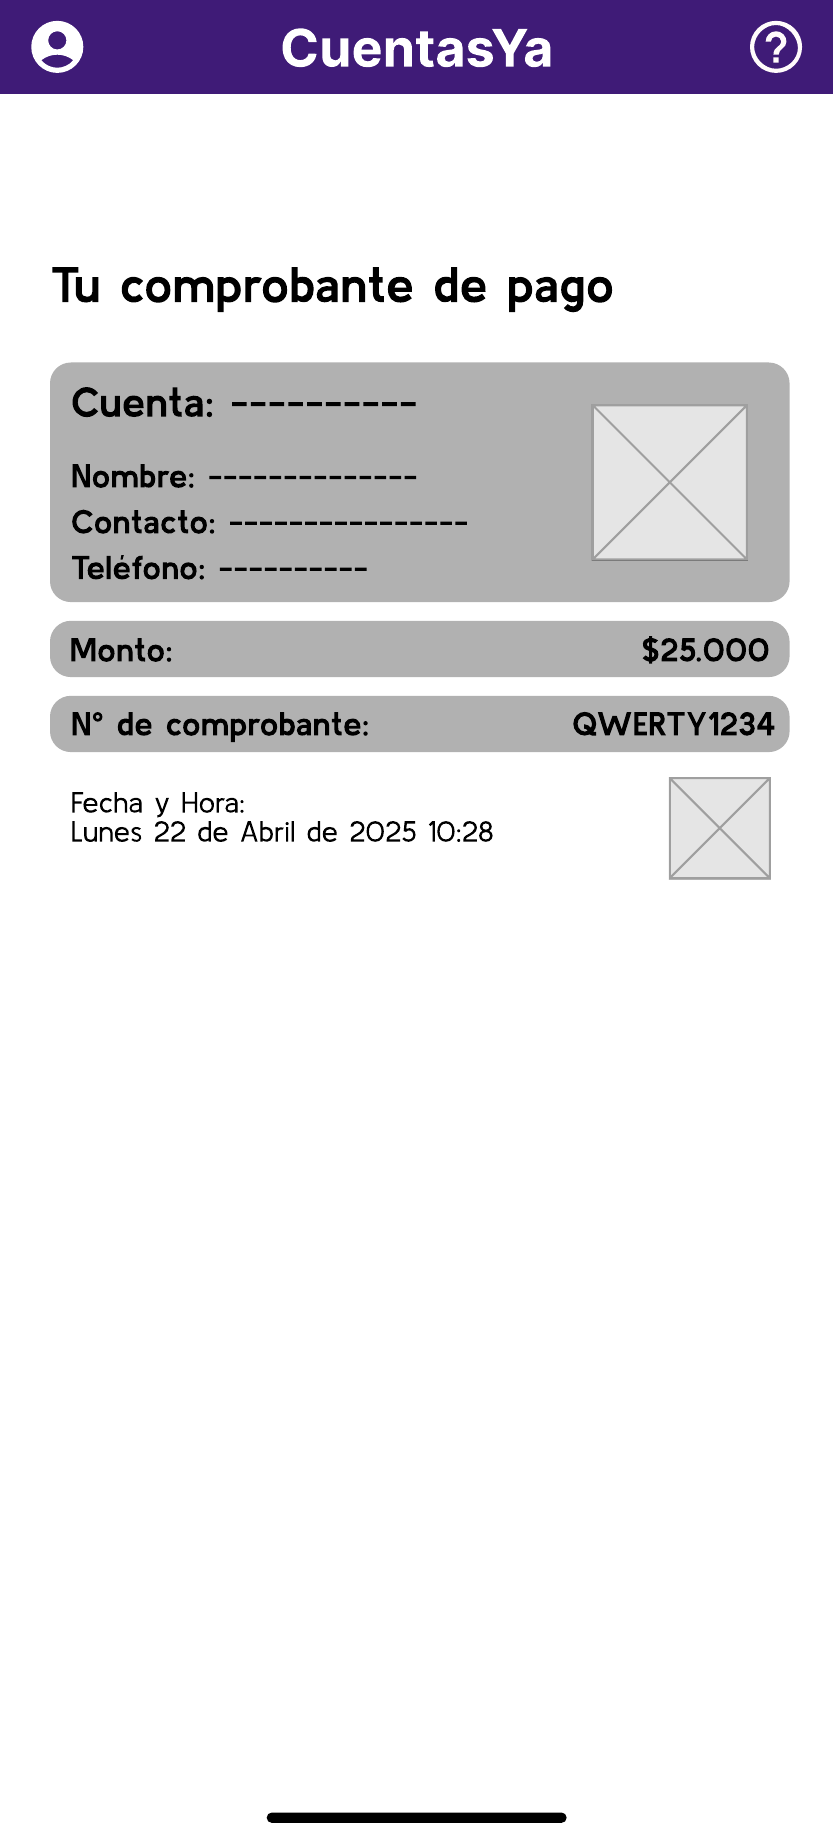 CuentasYa
Tu comprobante de pago
Cuenta: ----------
Nombre: --------------
Contacto: ----------------
Teléfono: ----------
Monto: $25.000
N° de comprobante: QWERTY1234
Fecha y Hora:
Lunes 22 de Abril de 2025 10:28